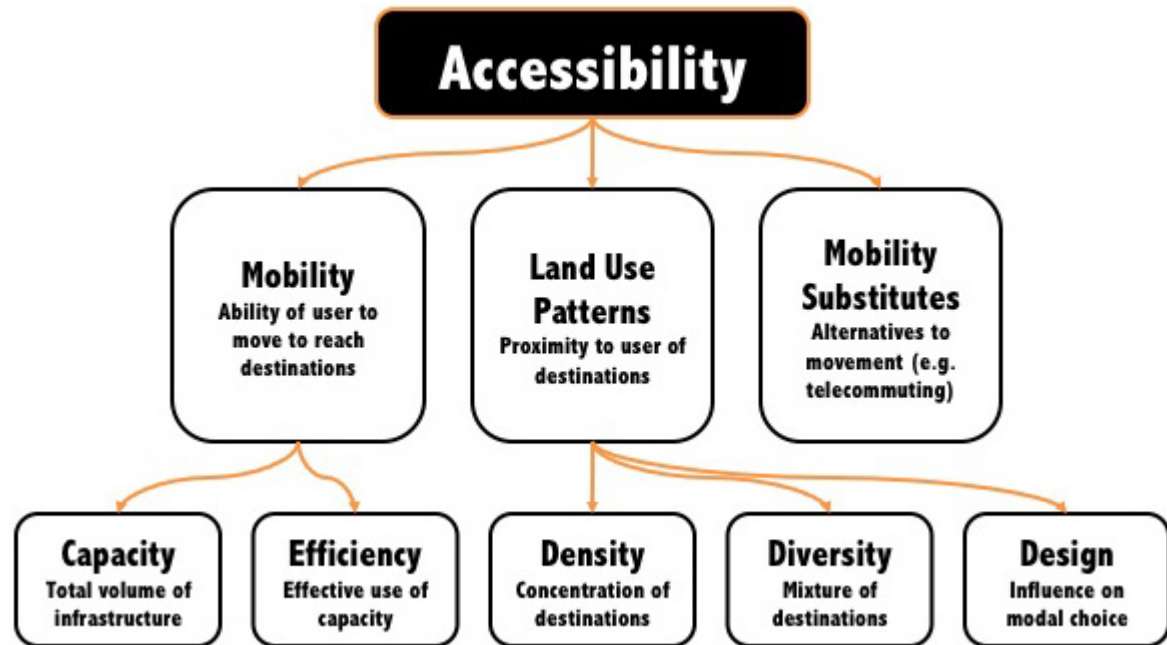 Accessibility
Mobility
Ability of user to
move to reach
destinations
Land Use
Patterns
Proximity to user of
destinations
Mobility
Substitutes
Alternatives to
movement (e.g.
telecommuting)
Capacity
Total volume of
infrastructure
Efficiency
Effective use of
capacity
Density
Concentration of
destinations
Diversity
Mixture of
destinations
Design
Influence on
modal choice